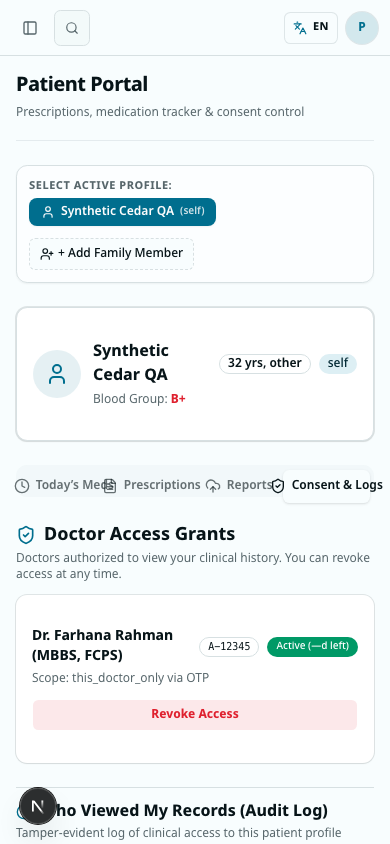 EN
P
Patient Portal
Prescriptions, medication tracker & consent control
SELECT ACTIVE PROFILE:
Synthetic Cedar QA (self)
+ Add Family Member
Synthetic
Cedar QA
32 yrs, other
self
Blood Group: B+
Today's Meds Prescriptions Reports Consent & Logs
Doctor Access Grants
Doctors authorized to view your clinical history. You can revoke
access at any time.
Dr. Farhana Rahman
(MBBS, FCPS)
A-12345
Active (—d left)
Scope: this_doctor_only via OTP
Revoke Access
N
ho Viewed My Records (Audit Log)
Tamper-evident log of clinical access to this patient profile